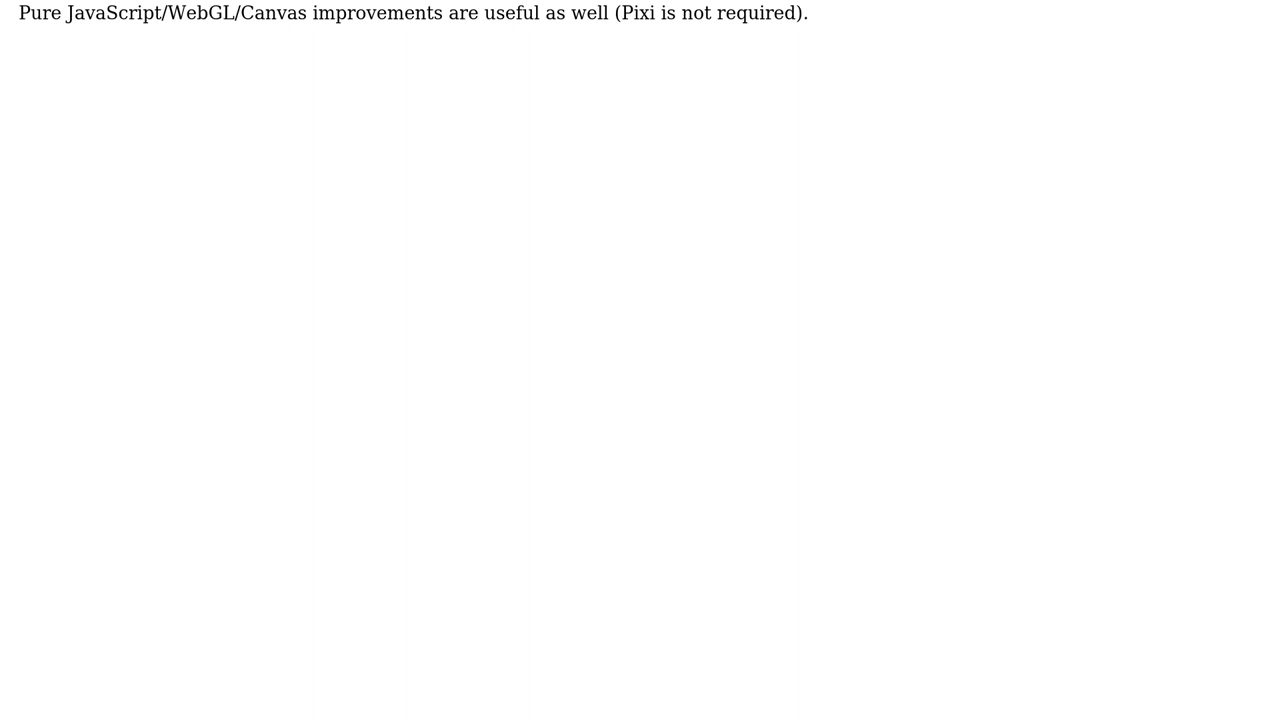 Pure JavaScript/WebGL/Canvas improvements are useful as well (Pixi is not required).